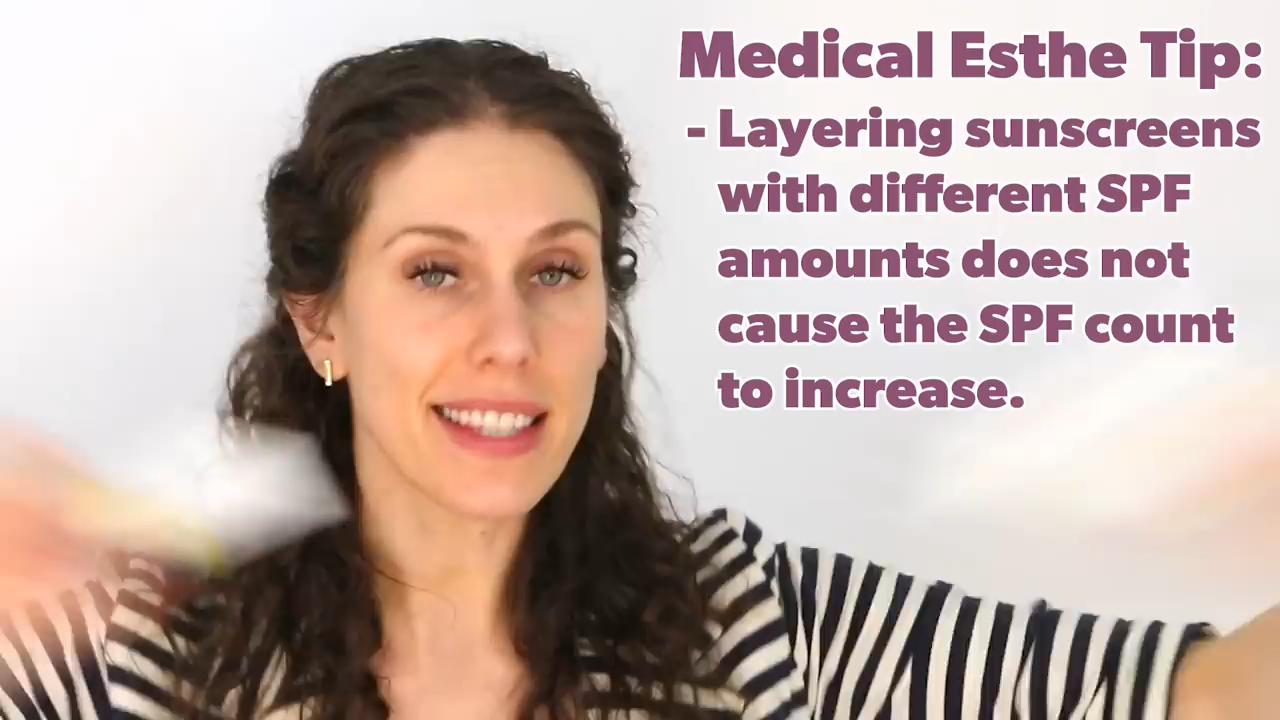 Medical Esthe Tip:
- Layering sunscreens
with different SPF
amounts does not
cause the SPF count
to increase.